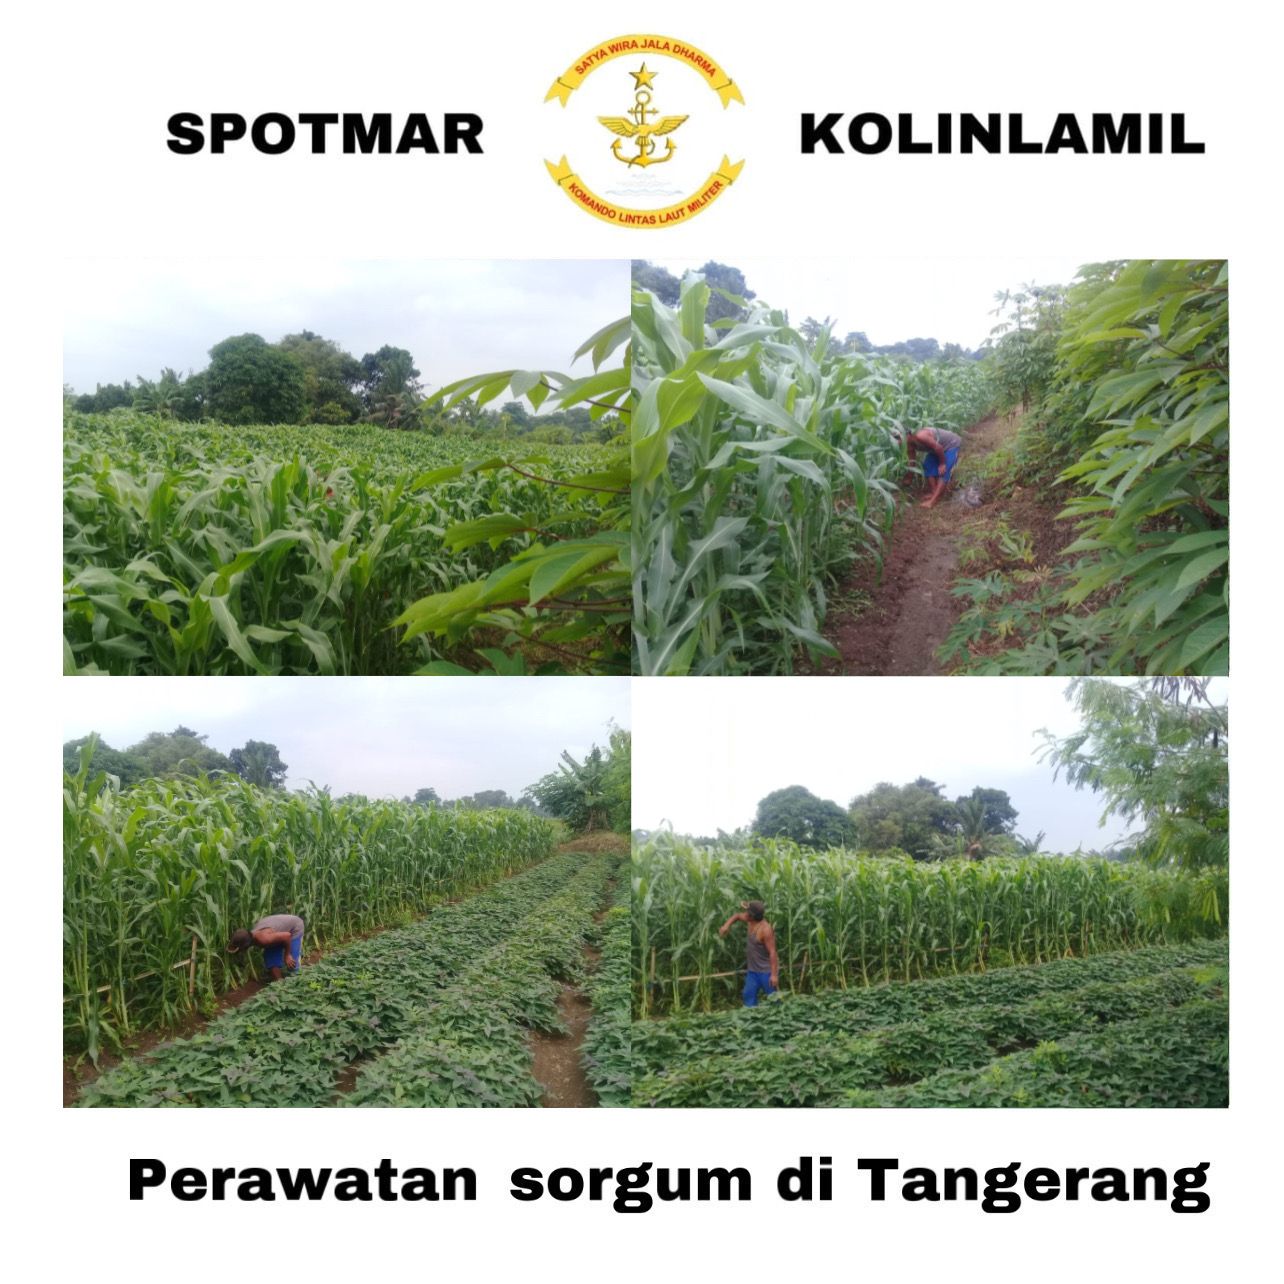 SPOTMAR
SATYA WIRA JALA DHARMA
KOMANDO LINTAS LAUT MILITER
KOLINLAMIL
Perawatan sorgum di Tangerang